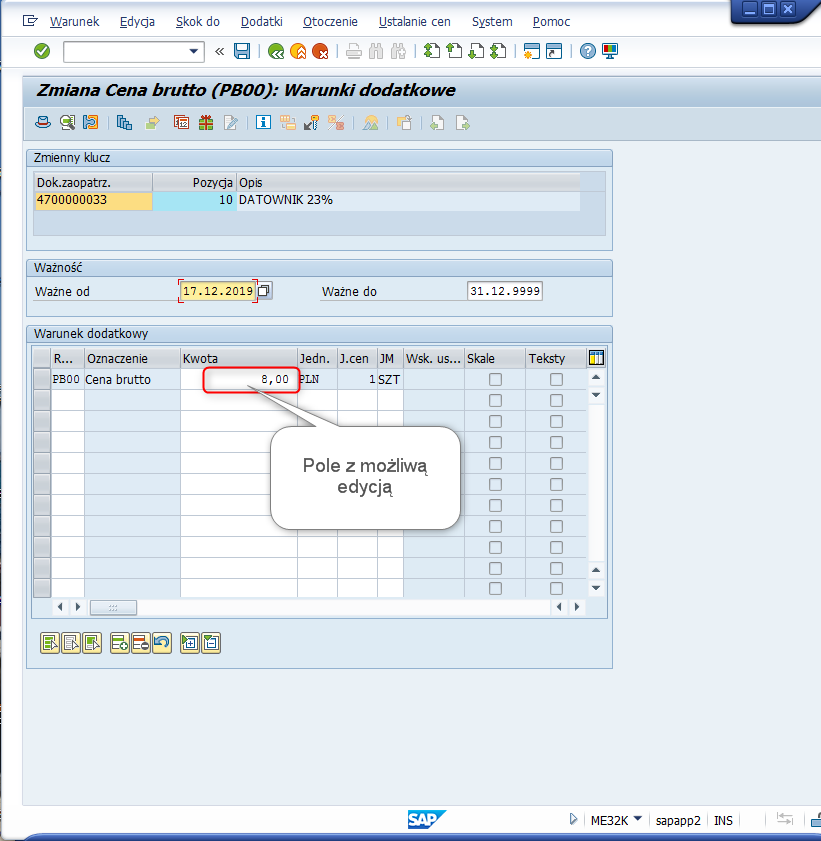 Warunek Edycja Skok do Dodatki Otoczenie Ustalanie cen System Pomoc
Zmiana Cena brutto (PB00): Warunki dodatkowe
Zmienny klucz
Dok.zaopatrz. Pozycja Opis
4700000033 10 DATOWNIK 23%
Ważność
Ważne od 17.12.2019 Ważne do 31.12.9999
Warunek dodatkowy
R... Oznaczenie Kwota Jedn. J.cen JM Wsk. us... Skale Teksty
PB00 Cena brutto 8,00 PLN 1 SZT
Pole z możliwą
edycją
SAP ME32K sapapp2 INS